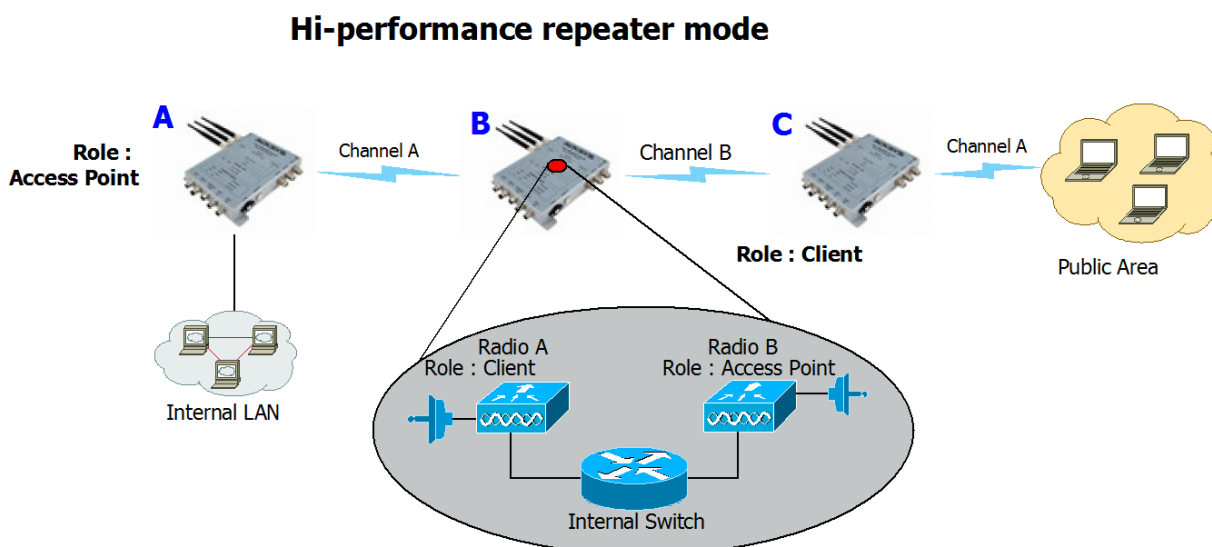 Hi-performance repeater mode
A
B
C
Role :
Access Point
Channel A
Channel B
Channel A
Role : Client
Public Area
Internal LAN
Radio A
Role : Client
Radio B
Role : Access Point
Internal Switch